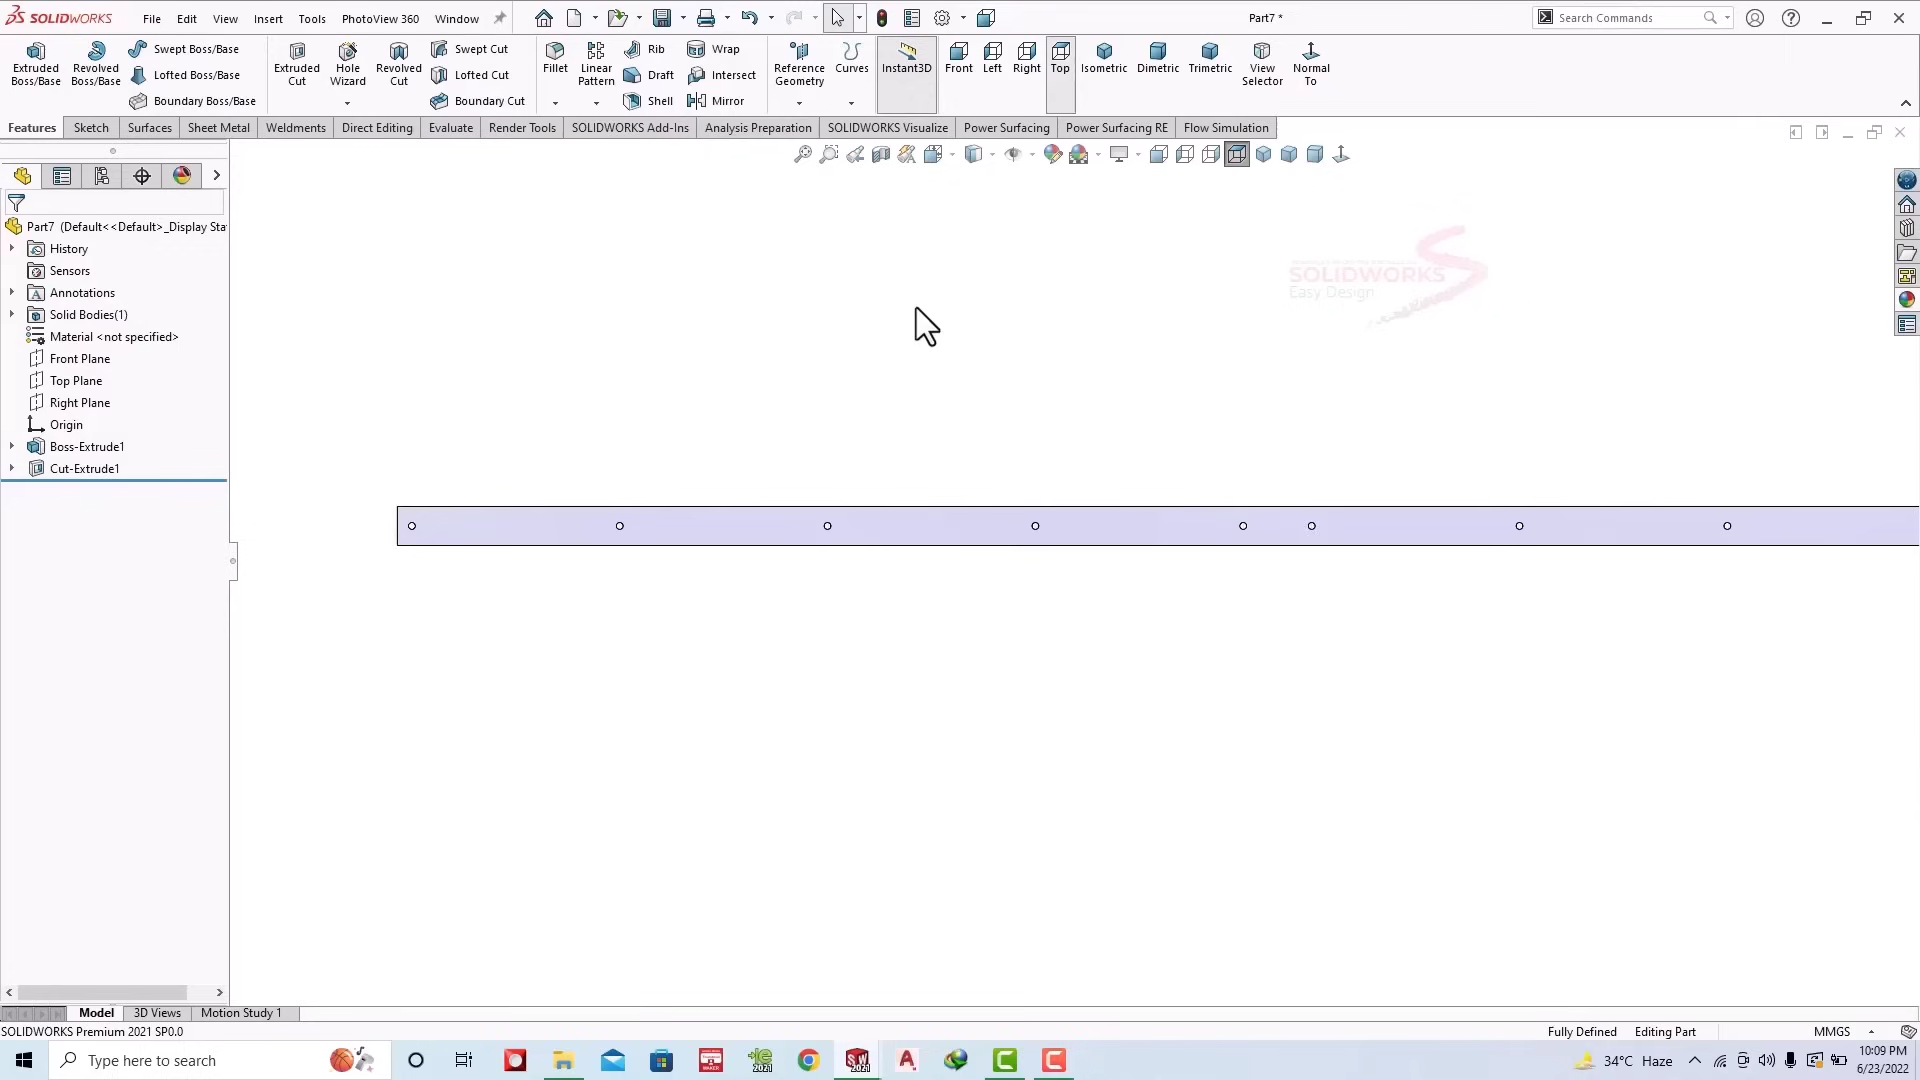 SOLIDWORKS File Edit View Insert Tools PhotoView 360 Window Part7 * Search Commands
Extruded Boss/Base Revolved Boss/Base Swept Boss/Base Lofted Boss/Base Boundary Boss/Base
Extruded Cut Hole Wizard Revolved Cut Swept Cut Lofted Cut Boundary Cut
Fillet Linear Pattern Rib Draft Shell Wrap Intersect Mirror
Reference Geometry Curves Instant3D Front Left Right Top Isometric Dimetric Trimetric View Selector Normal To
Features Sketch Surfaces Sheet Metal Weldments Direct Editing Evaluate Render Tools SOLIDWORKS Add-Ins Analysis Preparation SOLIDWORKS Visualize Power Surfacing Power Surfacing RE Flow Simulation
Part7 (Default<<Default>_Display Sta
History
Sensors
Annotations
Solid Bodies(1)
Material <not specified>
Front Plane
Top Plane
Right Plane
Origin
Boss-Extrude1
Cut-Extrude1
SOLIDWORKS
Easy Design
Model 3D Views Motion Study 1
SOLIDWORKS Premium 2021 SP0.0 Fully Defined Editing Part MMGS
Type here to search 34°C Haze 10:09 PM
6/23/2022